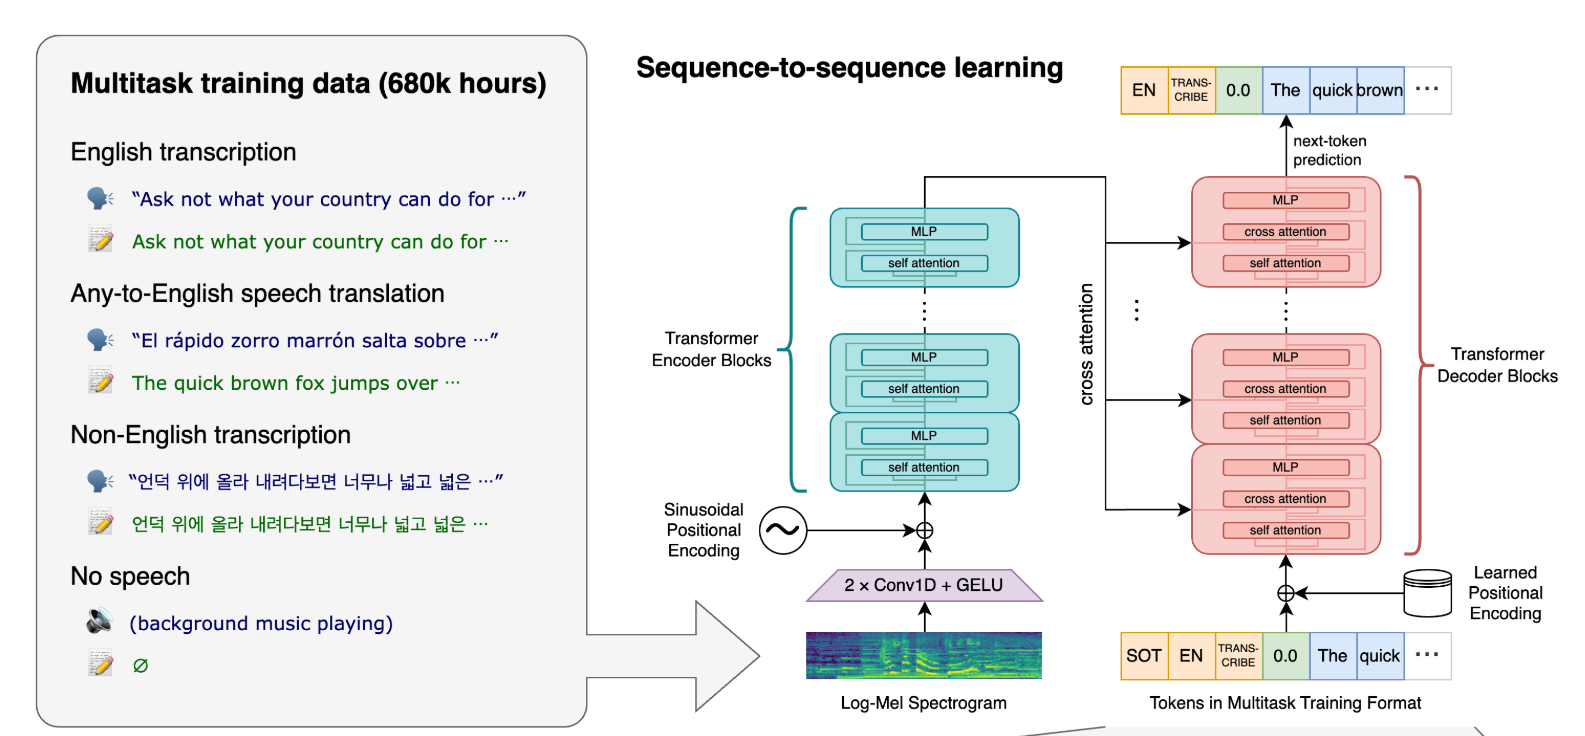 Multitask training data (680k hours)
English transcription
“Ask not what your country can do for ⋯”
Ask not what your country can do for ⋯
Any-to-English speech translation
“El rápido zorro marrón salta sobre ⋯”
The quick brown fox jumps over ⋯
Non-English transcription
“언덕 위에 올라 내려다보면 너무나 넓고 넓은 ⋯”
언덕 위에 올라 내려다보면 너무나 넓고 넓은 ⋯
No speech
(background music playing)
∅
Sequence-to-sequence learning
EN TRANS-CRIBE 0.0 The quick brown ⋯
next-token
prediction
Transformer
Encoder Blocks
MLP
self attention
MLP
self attention
MLP
self attention
Sinusoidal
Positional
Encoding
2 × Conv1D + GELU
Log-Mel Spectrogram
cross attention
MLP
cross attention
self attention
MLP
cross attention
self attention
MLP
cross attention
self attention
Transformer
Decoder Blocks
Learned
Positional
Encoding
SOT EN TRANS-CRIBE 0.0 The quick ⋯
Tokens in Multitask Training Format